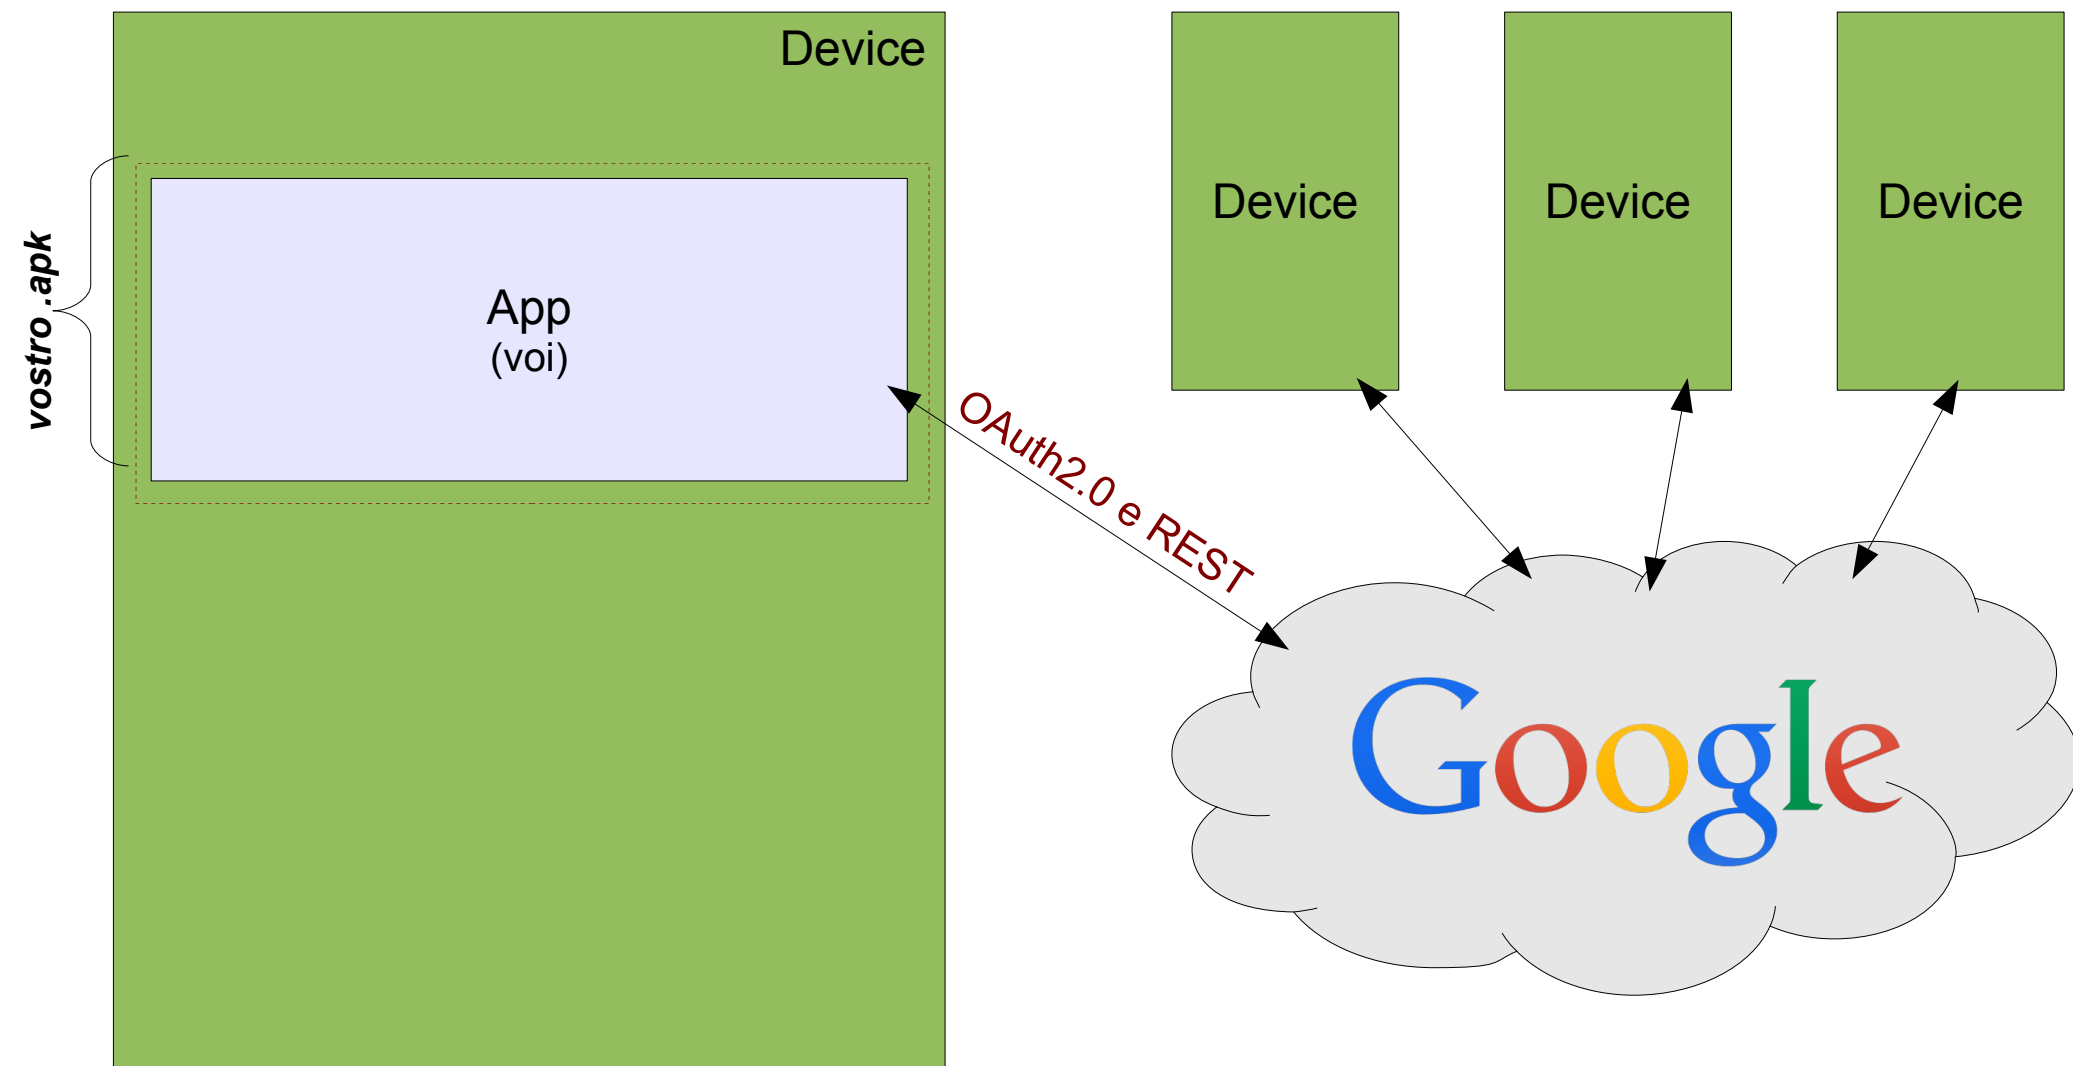 Device
vostro .apk
App
(voi)
OAuth2.0 e REST
Device
Device
Device
Google